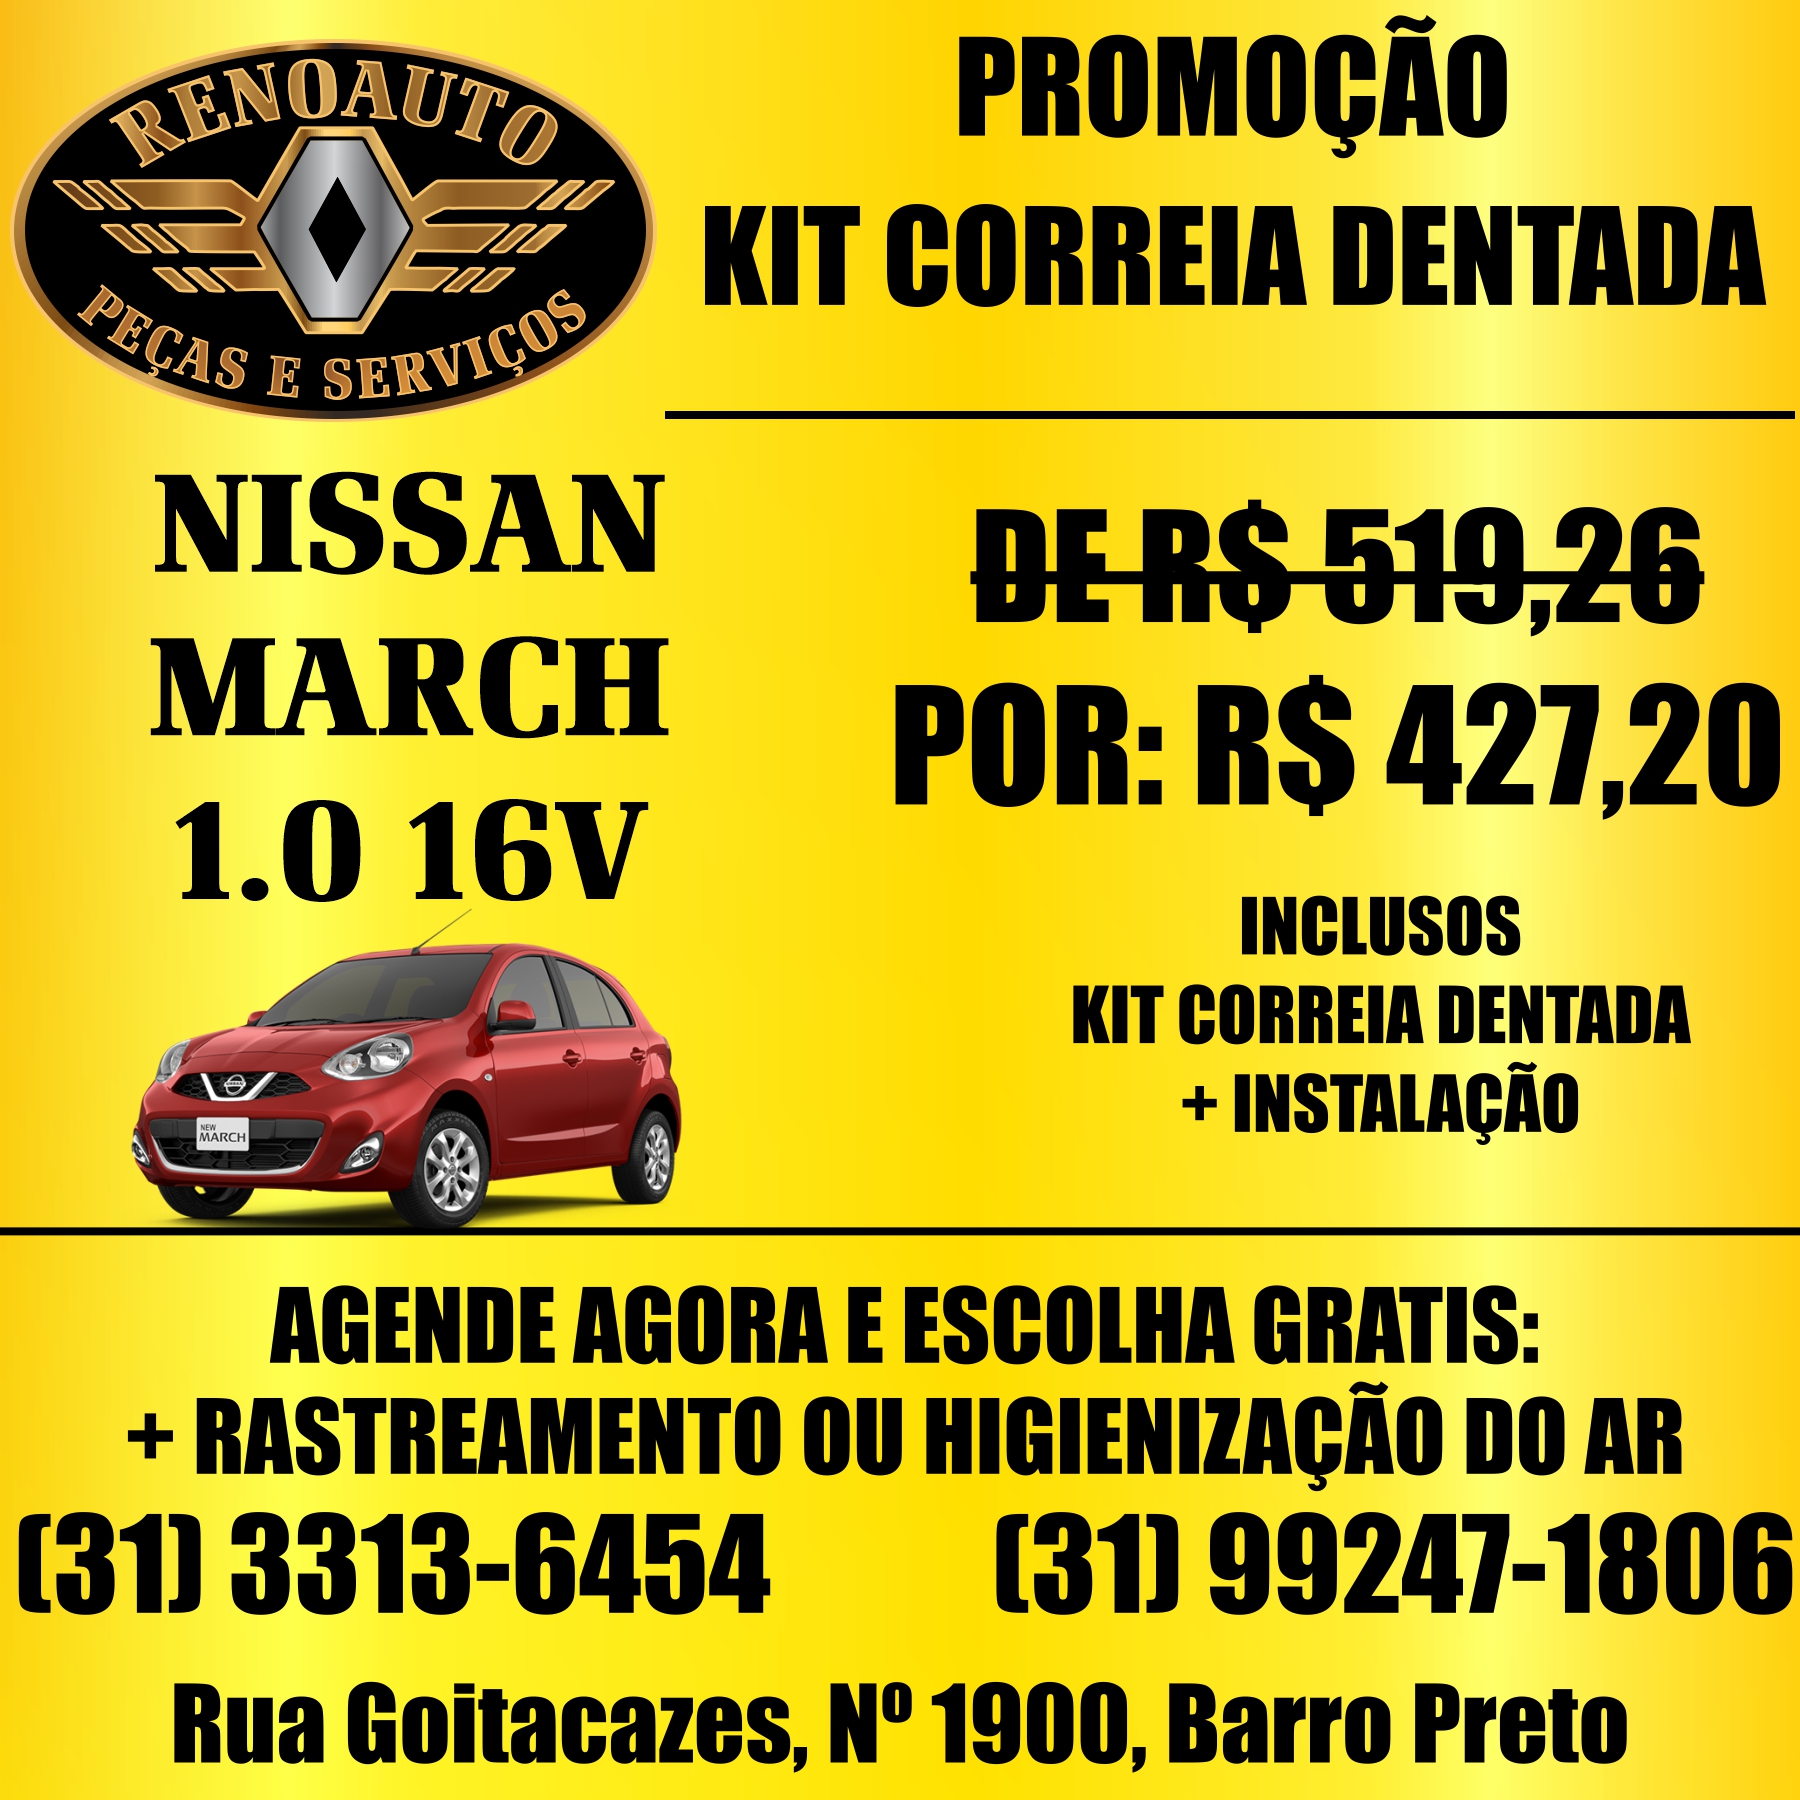 RENOAUTO
PEÇAS E SERVIÇOS
PROMOÇÃO
KIT CORREIA DENTADA
NISSAN
MARCH
1.0 16V
DE R$ 519,26
POR: R$ 427,20
INCLUSOS
KIT CORREIA DENTADA
+ INSTALAÇÃO
NISSAN
NEW
MARCH
AGENDE AGORA E ESCOLHA GRATIS:
+ RASTREAMENTO OU HIGIENIZAÇÃO DO AR
(31) 3313-6454 (31) 99247-1806
Rua Goitacazes, Nº 1900, Barro Preto